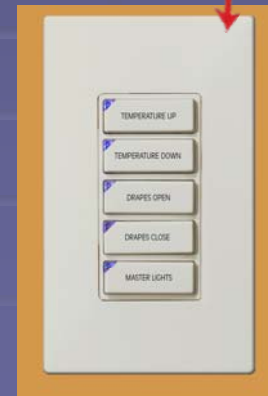 TEMPERATURE UP
TEMPERATURE DOWN
DRAPES OPEN
DRAPES CLOSE
MASTER LIGHTS